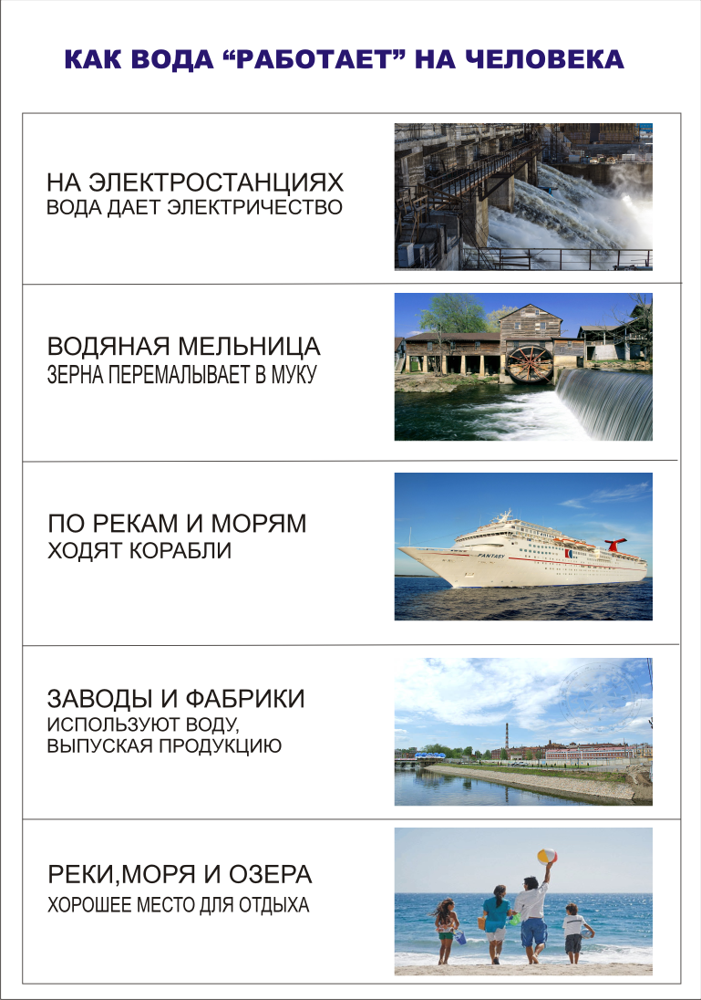 КАК ВОДА “РАБОТАЕТ” НА ЧЕЛОВЕКА
НА ЭЛЕКТРОСТАНЦИЯХ
ВОДА ДАЕТ ЭЛЕКТРИЧЕСТВО
ВОДЯНАЯ МЕЛЬНИЦА
ЗЕРНА ПЕРЕМАЛЫВАЕТ В МУКУ
ПО РЕКАМ И МОРЯМ
ХОДЯТ КОРАБЛИ
FANTASY
ЗАВОДЫ И ФАБРИКИ
ИСПОЛЬЗУЮТ ВОДУ,
ВЫПУСКАЯ ПРОДУКЦИЮ
РЕКИ,МОРЯ И ОЗЕРА
ХОРОШЕЕ МЕСТО ДЛЯ ОТДЫХА